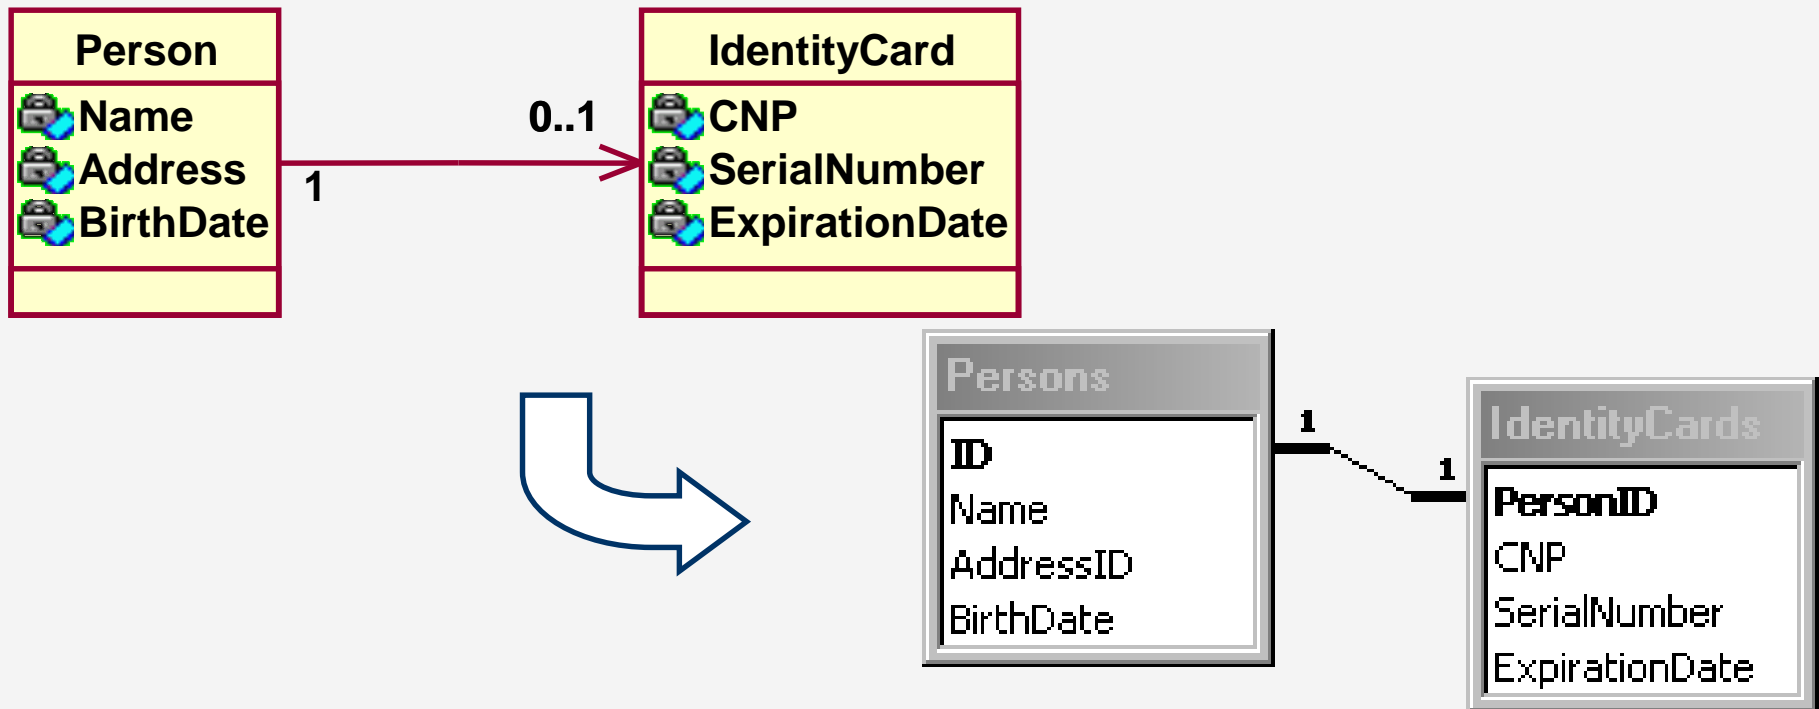 Person
Name
Address
BirthDate
1
0..1
IdentityCard
CNP
SerialNumber
ExpirationDate
Persons
ID
Name
AddressID
BirthDate
1
1
IdentityCards
PersonID
CNP
SerialNumber
ExpirationDate